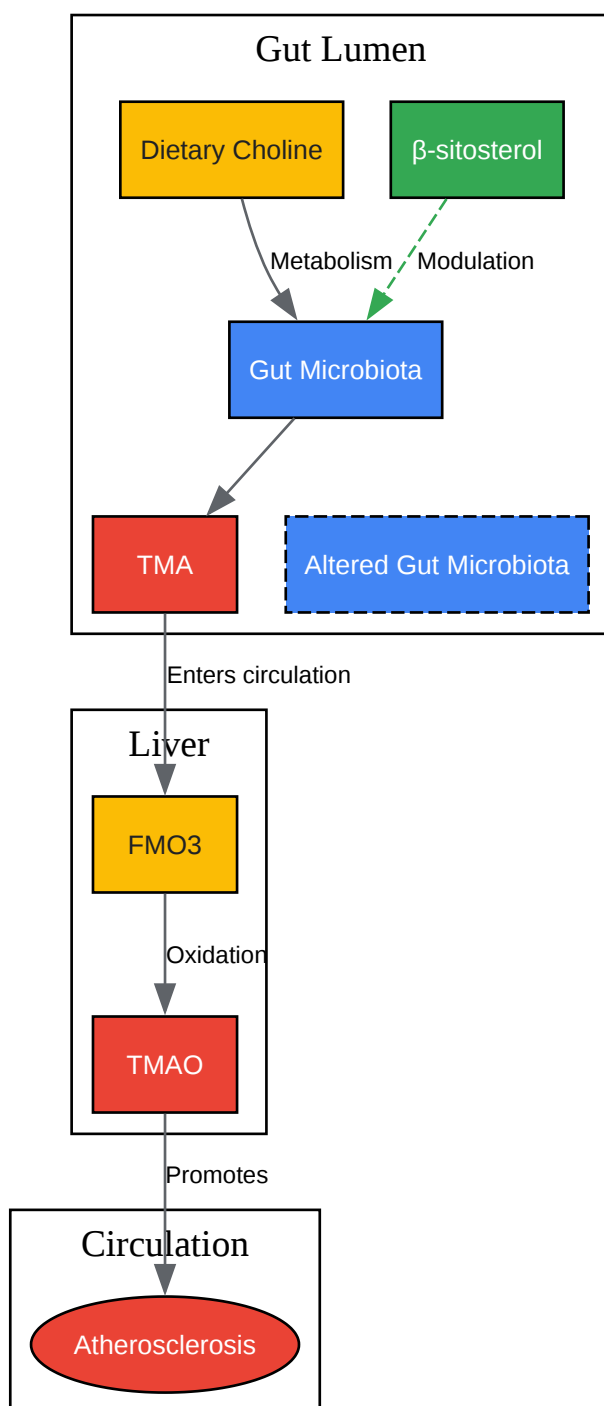 Gut Lumen
Dietary Choline
β-sitosterol
Metabolism
Modulation
Gut Microbiota
TMA
Altered Gut Microbiota
Enters circulation
Liver
FMO3
Oxidation
TMAO
Promotes
Circulation
Atherosclerosis